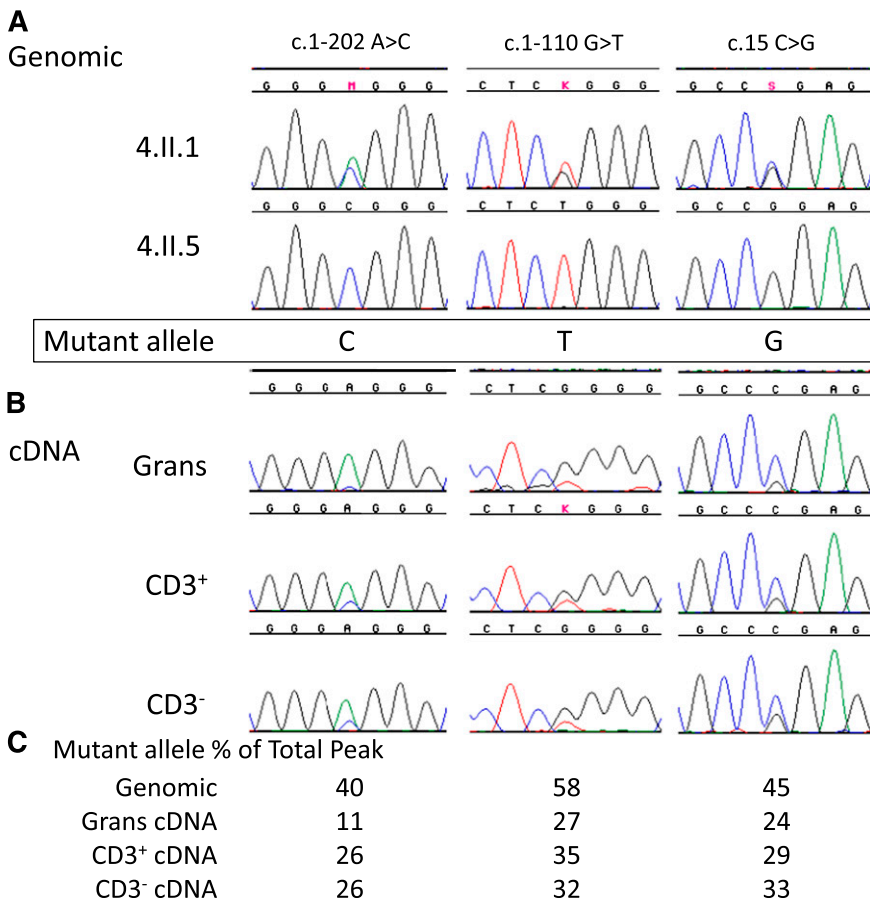 A
Genomic
c.1-202 A>C c.1-110 G>T c.15 C>G
G G G M G G G C T C K G G G G C C S G A G
4.II.1
G G G C G G G C T C T G G G G C C G G A G
4.II.5
Mutant allele C T G
G G G A G G G C T C G G G G G C C C G A G
B
cDNA
Grans
G G G A G G G C T C K G G G G C C C G A G
CD3+
G G G A G G G C T C G G G G G C C C G A G
CD3-
C Mutant allele % of Total Peak
Genomic 40 58 45
Grans cDNA 11 27 24
CD3+ cDNA 26 35 29
CD3- cDNA 26 32 33